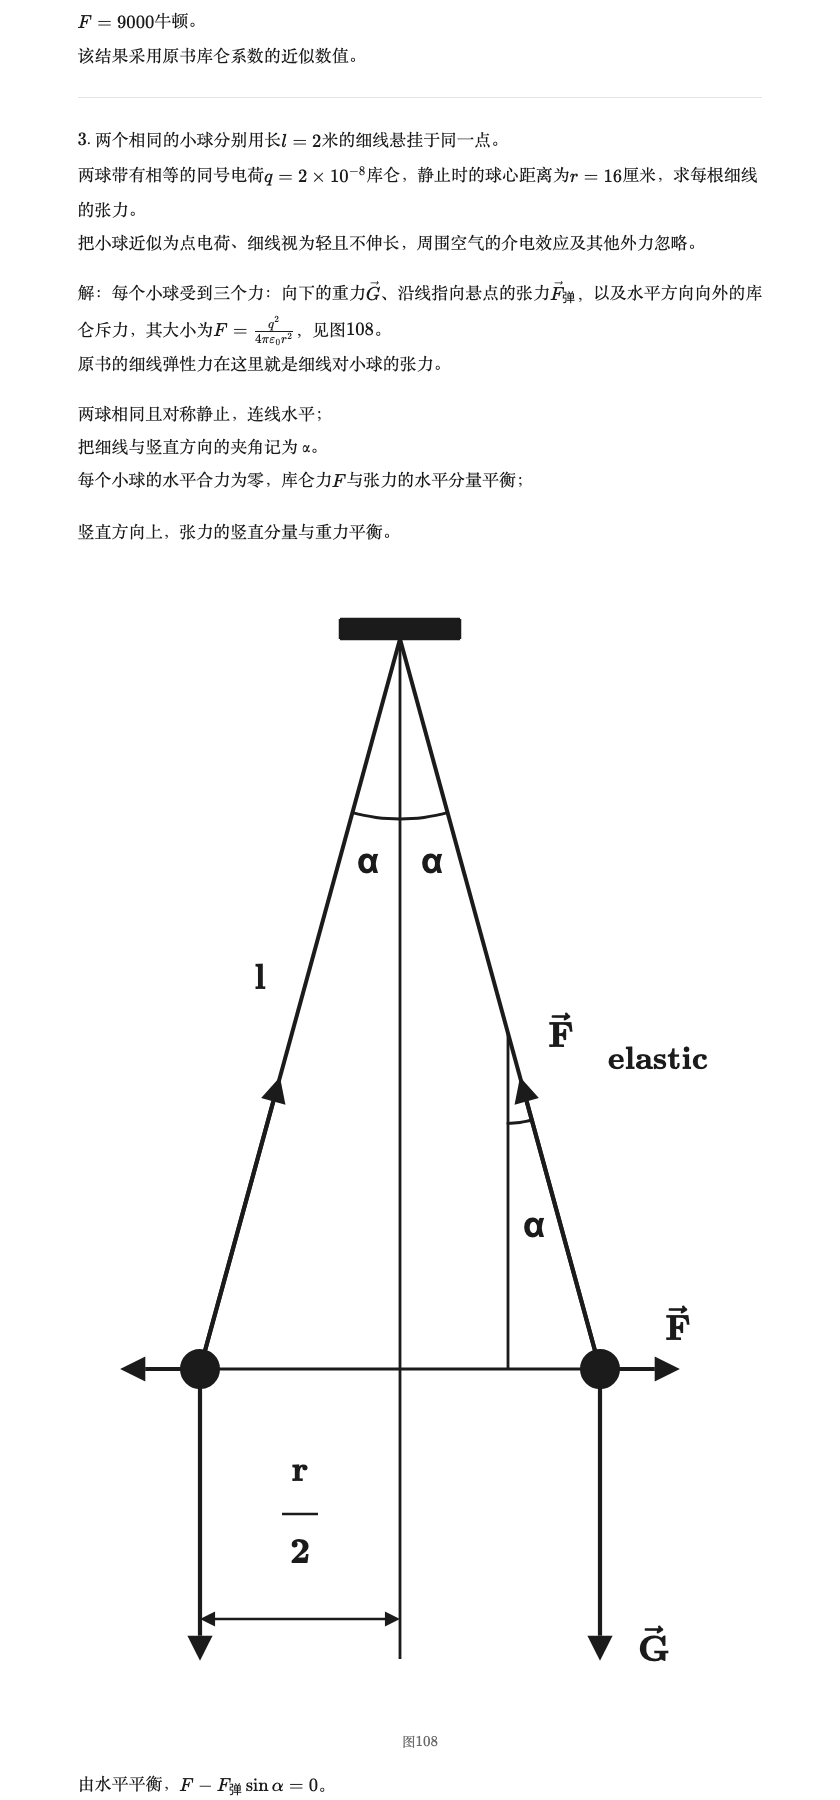 F = 9000牛顿。
该结果采用原书库仑系数的近似数值。
3. 两个相同的小球分别用长l = 2米的细线悬挂于同一点。
两球带有相等的同号电荷q = 2 × 10⁻⁸库仑，静止时的球心距离为r = 16厘米，求每根细线
的张力。
把小球近似为点电荷、细线视为轻且不伸长，周围空气的介电效应及其他外力忽略。
解：每个小球受到三个力：向下的重力G⃗、沿线指向悬点的张力F⃗弹，以及水平方向向外的库
仑斥力，其大小为F = q²/4πε₀r²，见图108。
原书的细线弹性力在这里就是细线对小球的张力。
两球相同且对称静止，连线水平；
把细线与竖直方向的夹角记为 α。
每个小球的水平合力为零，库仑力F与张力的水平分量平衡；
竖直方向上，张力的竖直分量与重力平衡。
α α
l
F⃗ elastic
α
F⃗
r
2
G⃗
图108
由水平平衡，F − F弹 sin α = 0。